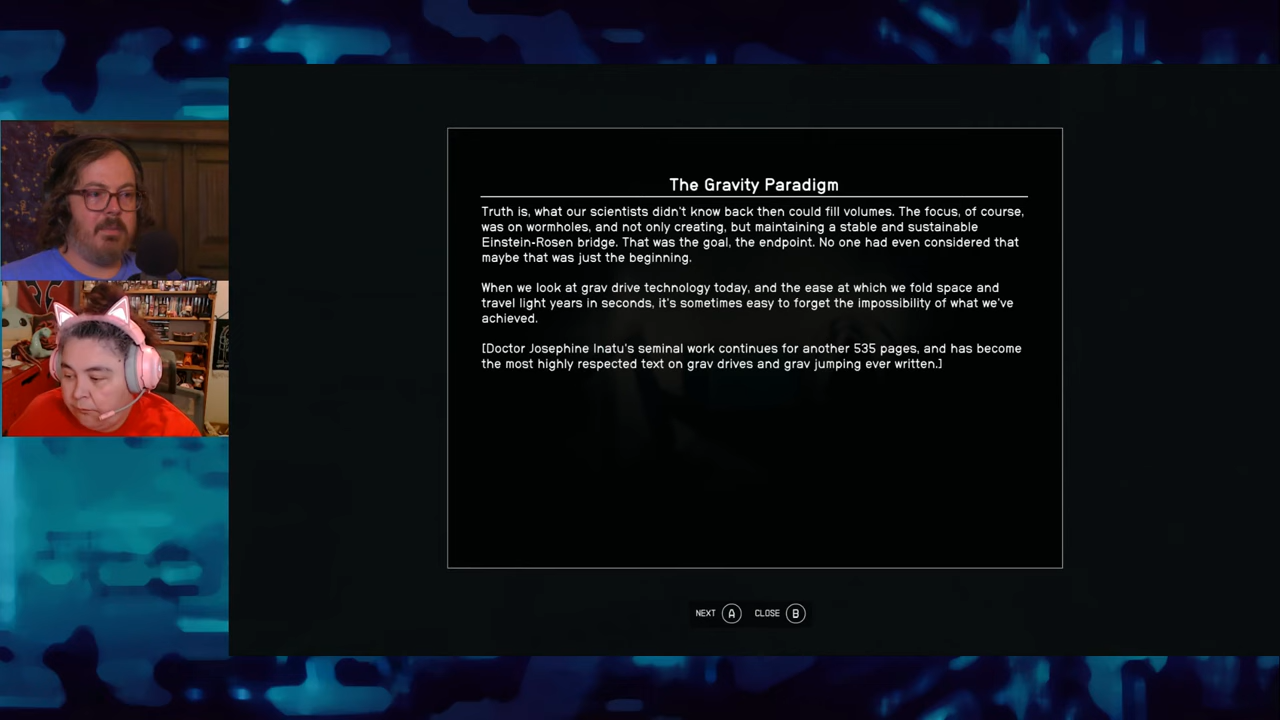 The Gravity Paradigm
Truth is, what our scientists didn't know back then could fill volumes. The focus, of course,
was on wormholes, and not only creating, but maintaining a stable and sustainable
Einstein-Rosen bridge. That was the goal, the endpoint. No one had even considered that
maybe that was just the beginning.
When we look at grav drive technology today, and the ease at which we fold space and
travel light years in seconds, it's sometimes easy to forget the impossibility of what we've
achieved.
[Doctor Josephine Inatu's seminal work continues for another 535 pages, and has become
the most highly respected text on grav drives and grav jumping ever written.]
NEXT A CLOSE B